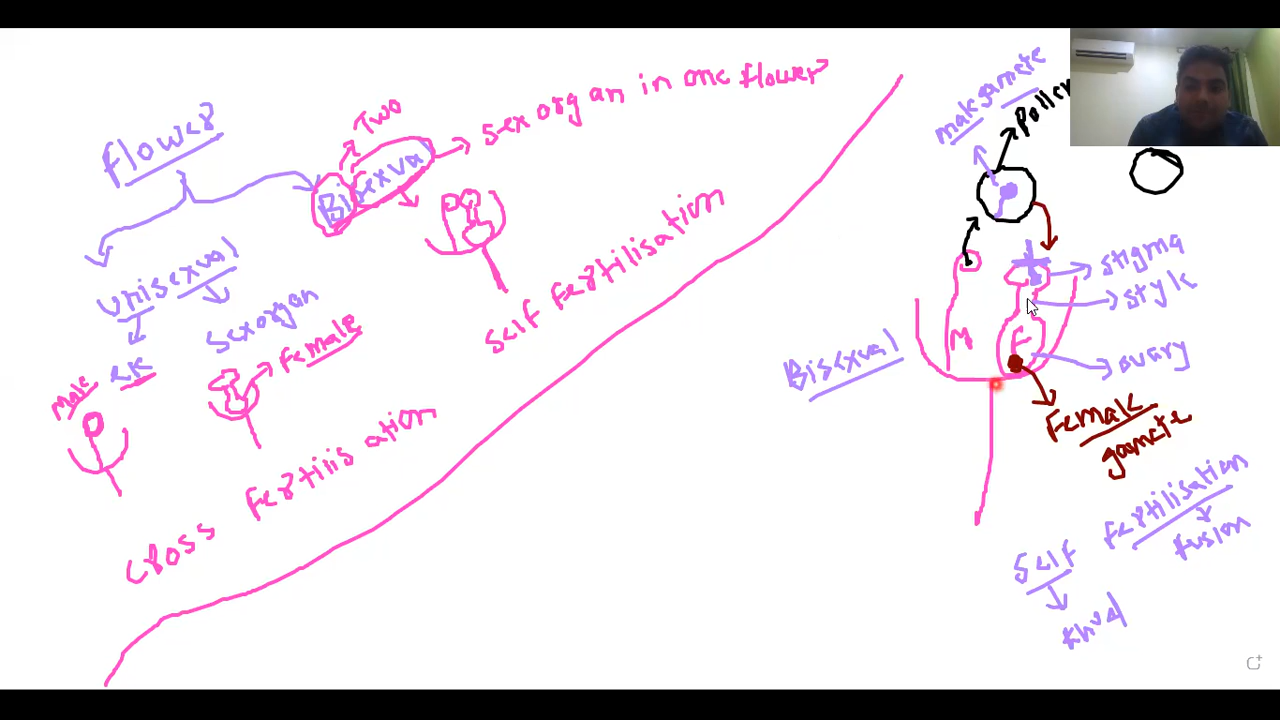 flower
Two
Bisexual
sex organ in one flower
unisexual
ek
sex organ
Male
Female
self fertilisation
cross fertilisation
male gamete
pollen
stigma
style
ovary
M
F
Bisexual
Female
gamete
self fertilisation
fusion
khud